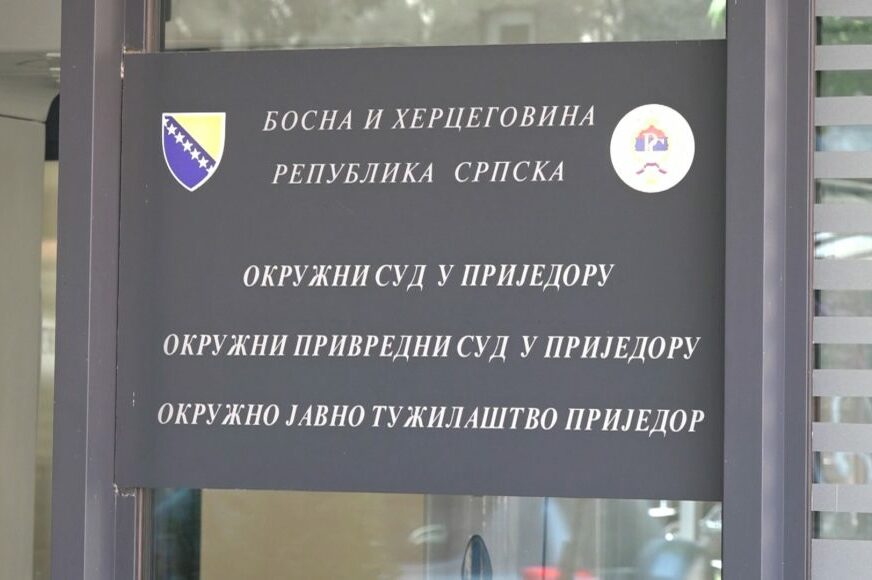 БОСНА И ХЕРЦЕГОВИНА
РЕПУБЛИКА СРПСКА
ОКРУЖНИ СУД У ПРИЈЕДОРУ
ОКРУЖНИ ПРИВРЕДНИ СУД У ПРИЈЕДОРУ
ОКРУЖНО ЈАВНО ТУЖИЛАШТВО ПРИЈЕДОР